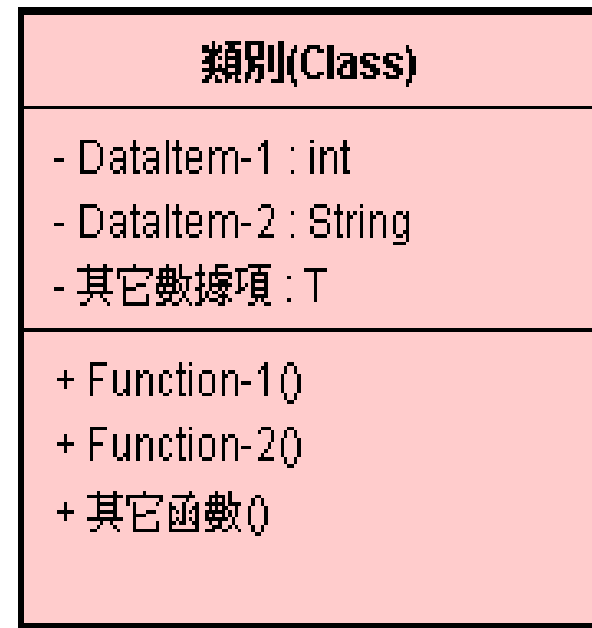 類別(Class)
- DataItem-1 : int
- DataItem-2 : String
- 其它數據項 : T
+ Function-1()
+ Function-2()
+ 其它函數()